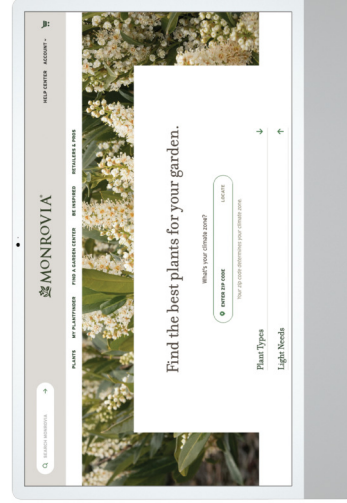 SEARCH MONROVIA
MONROVIA
HELP CENTER
ACCOUNT
PLANTS
MY PLANTFINDER
FIND A GARDEN CENTER
BE INSPIRED
RETAILERS & PROS
Find the best plants for your garden.
What's your climate zone?
ENTER ZIP CODE
LOCATE
Your zip code determines your climate zone.
Plant Types
Light Needs